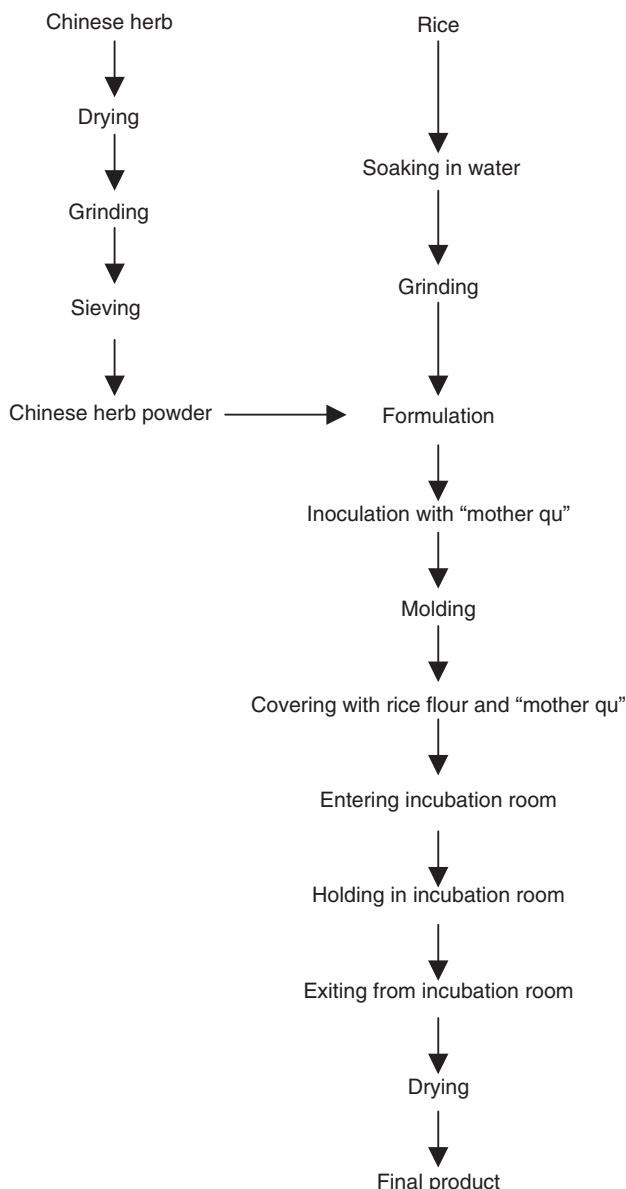 Chinese herb
Drying
Grinding
Sieving
Chinese herb powder
Rice
Soaking in water
Grinding
Formulation
Inoculation with “mother qu”
Molding
Covering with rice flour and “mother qu”
Entering incubation room
Holding in incubation room
Exiting from incubation room
Drying
Final product